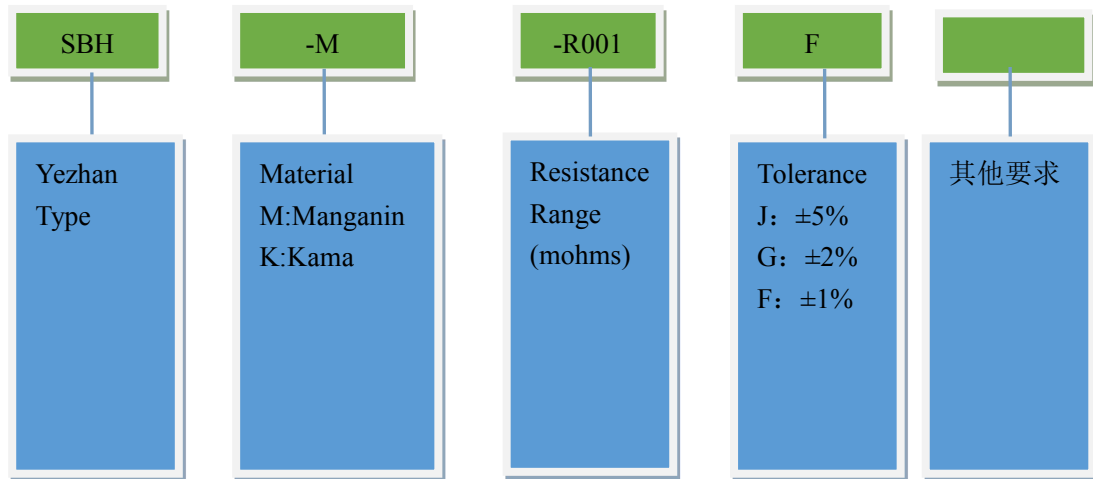 SBH
-M
-R001
F
Yezhan
Type
Material
M:Manganin
K:Kama
Resistance
Range
(mohms)
Tolerance
J：±5%
G：±2%
F：±1%
其他要求